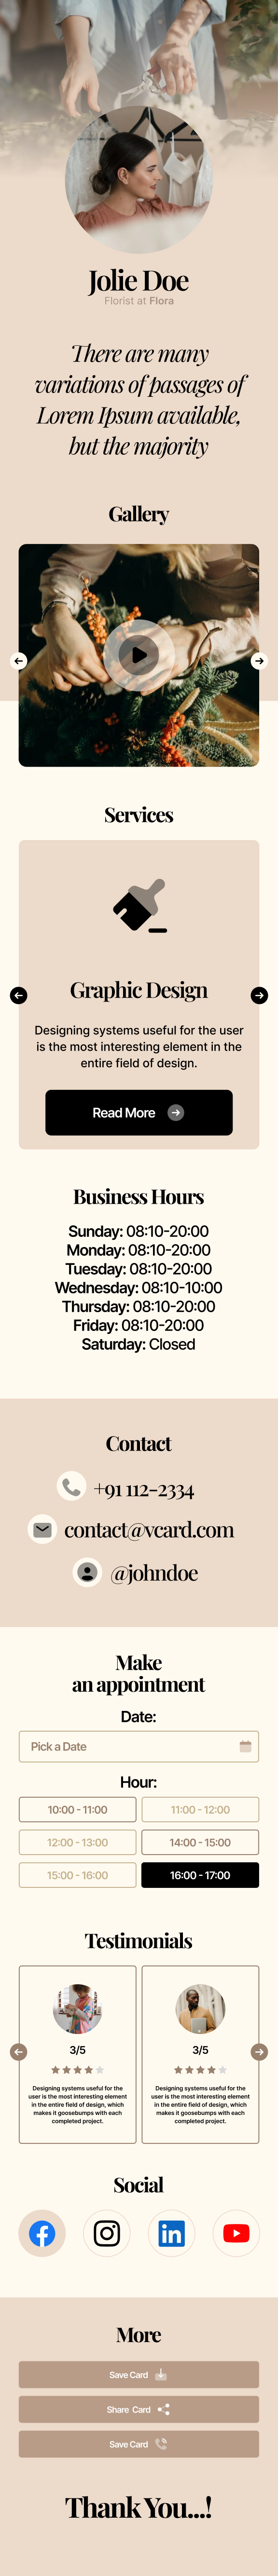 Jolie Doe
Florist at Flora
There are many
variations of passages of
Lorem Ipsum available,
but the majority
Gallery
Services
Graphic Design
Designing systems useful for the user
is the most interesting element in the
entire field of design.
Read More
Business Hours
Sunday: 08:10-20:00
Monday: 08:10-20:00
Tuesday: 08:10-20:00
Wednesday: 08:10-10:00
Thursday: 08:10-20:00
Friday: 08:10-20:00
Saturday: Closed
Contact
+91 112-2334
contact@vcard.com
@johndoe
Make
an appointment
Date:
Pick a Date
Hour:
10:00 - 11:00
11:00 - 12:00
12:00 - 13:00
14:00 - 15:00
15:00 - 16:00
16:00 - 17:00
Testimonials
3/5
Designing systems useful for the
user is the most interesting element
in the entire field of design, which
makes it goosebumps with each
completed project.
3/5
Designing systems useful for the
user is the most interesting element
in the entire field of design, which
makes it goosebumps with each
completed project.
Social
in
More
Save Card
Share Card
Save Card
Thank You...!